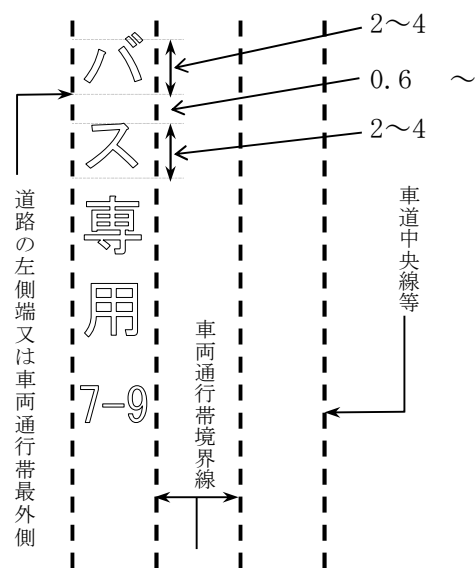 2～4
0.6　～
2～4
バス専用
7-9
道路の左側端又は車両通行帯最外側
車両通行帯境界線
車道中央線等